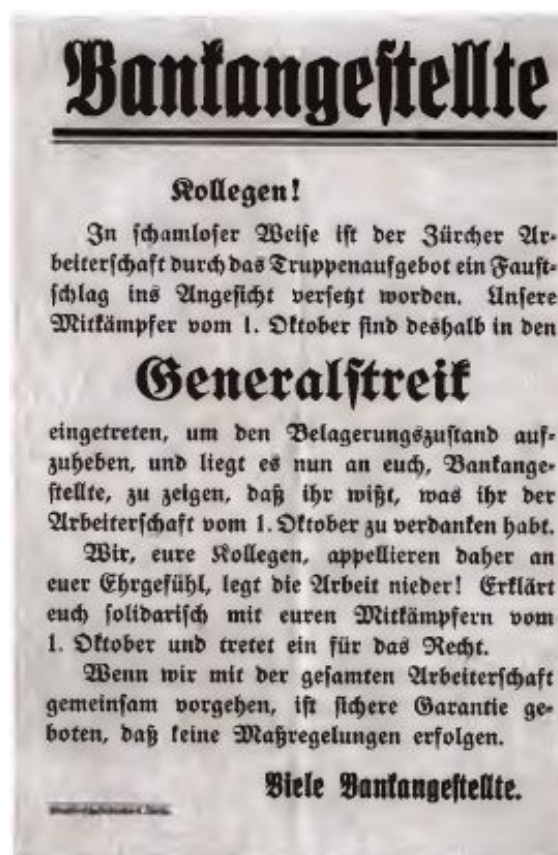 Bankangestellte
Kollegen!
In schamloser Weise ist der Zürcher Ar-
beiterschaft durch das Truppenaufgebot ein Faust-
schlag ins Angesicht versetzt worden. Unsere
Mitkämpfer vom 1. Oktober sind deshalb in den
Generalstreik
eingetreten, um den Belagerungszustand auf-
zuheben, und liegt es nun an euch, Bankange-
stellte, zu zeigen, daß ihr wißt, was ihr der
Arbeiterschaft vom 1. Oktober zu verdanken habt.
Wir, eure Kollegen, appellieren daher an
euer Ehrgefühl, legt die Arbeit nieder! Erklärt
euch solidarisch mit euren Mitkämpfern vom
1. Oktober und tretet ein für das Recht.
Wenn wir mit der gesamten Arbeiterschaft
gemeinsam vorgehen, ist sichere Garantie ge-
boten, daß keine Maßregelungen erfolgen.
Viele Bankangestellte.